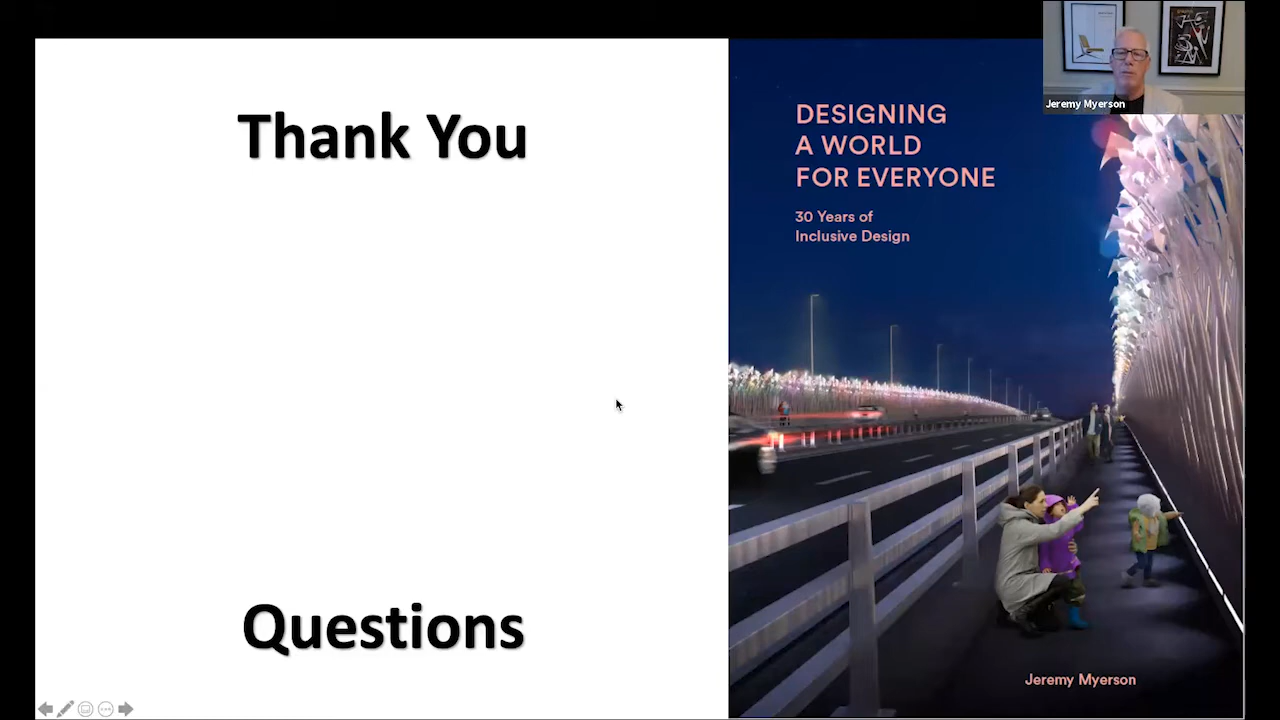 Thank You
Questions
DESIGNING
A WORLD
FOR EVERYONE
30 Years of
Inclusive Design
Jeremy Myerson
Jeremy Myerson